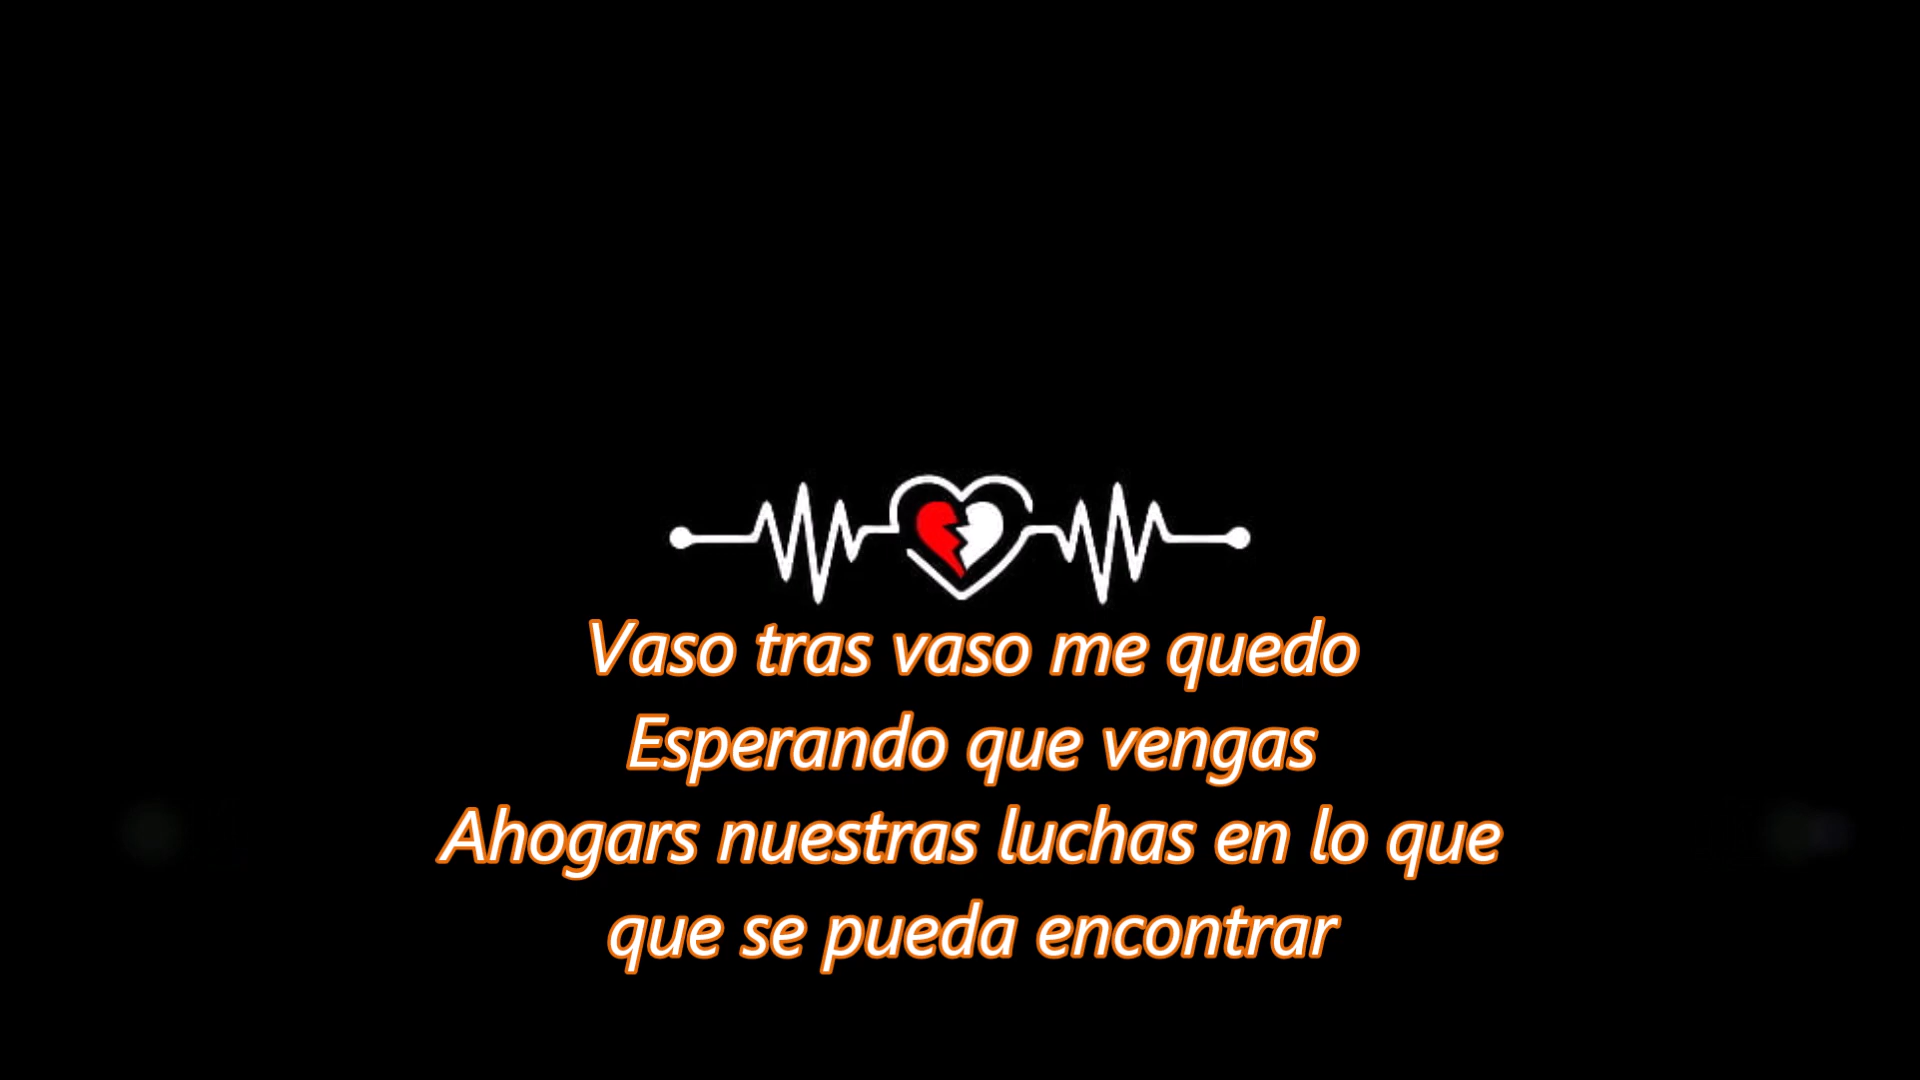 Vaso tras vaso me quedo
Esperando que vengas
Ahogars nuestras luchas en lo que
que se pueda encontrar